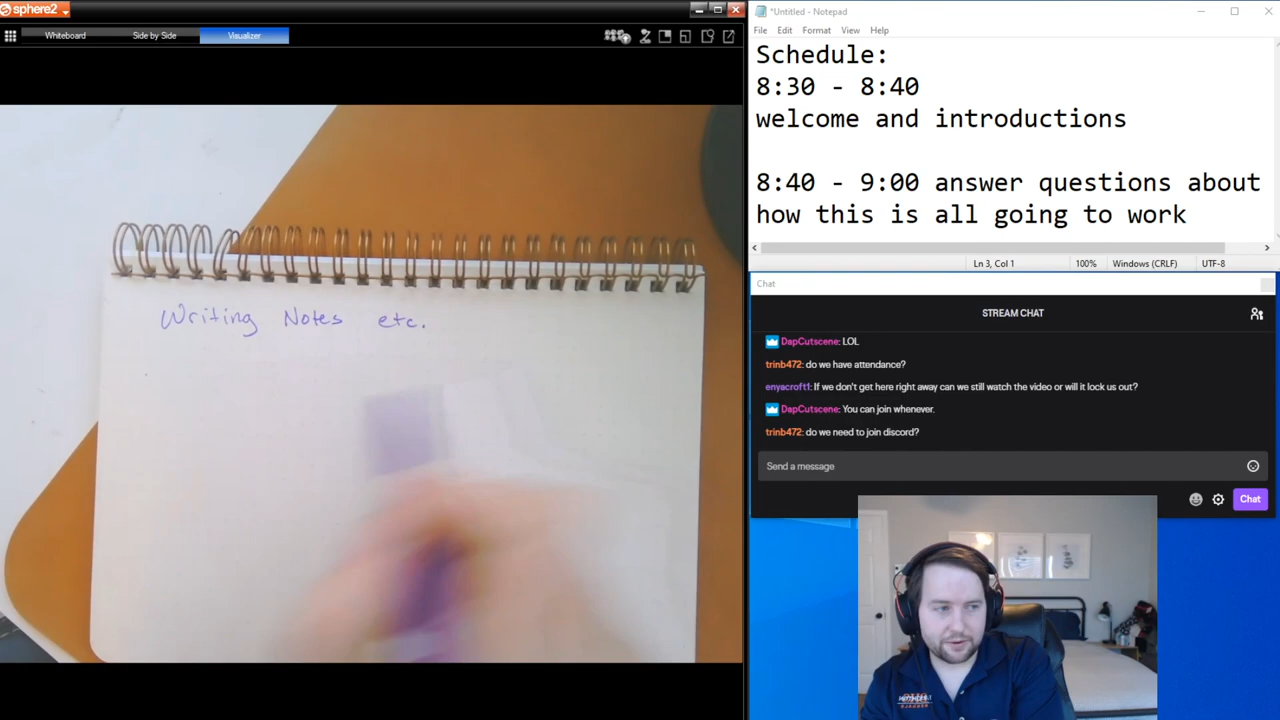 sphere2
Whiteboard Side by Side Visualizer
Writing Notes etc.
*Untitled - Notepad
File Edit Format View Help
Schedule:
8:30 - 8:40
welcome and introductions
8:40 - 9:00 answer questions about
how this is all going to work
Ln 3, Col 1 100% Windows (CRLF) UTF-8
Chat
STREAM CHAT
DapCutscene: LOL
trinb472: do we have attendance?
enyacroft1: If we don't get here right away can we still watch the video or will it lock us out?
DapCutscene: You can join whenever.
trinb472: do we need to join discord?
Send a message
Chat